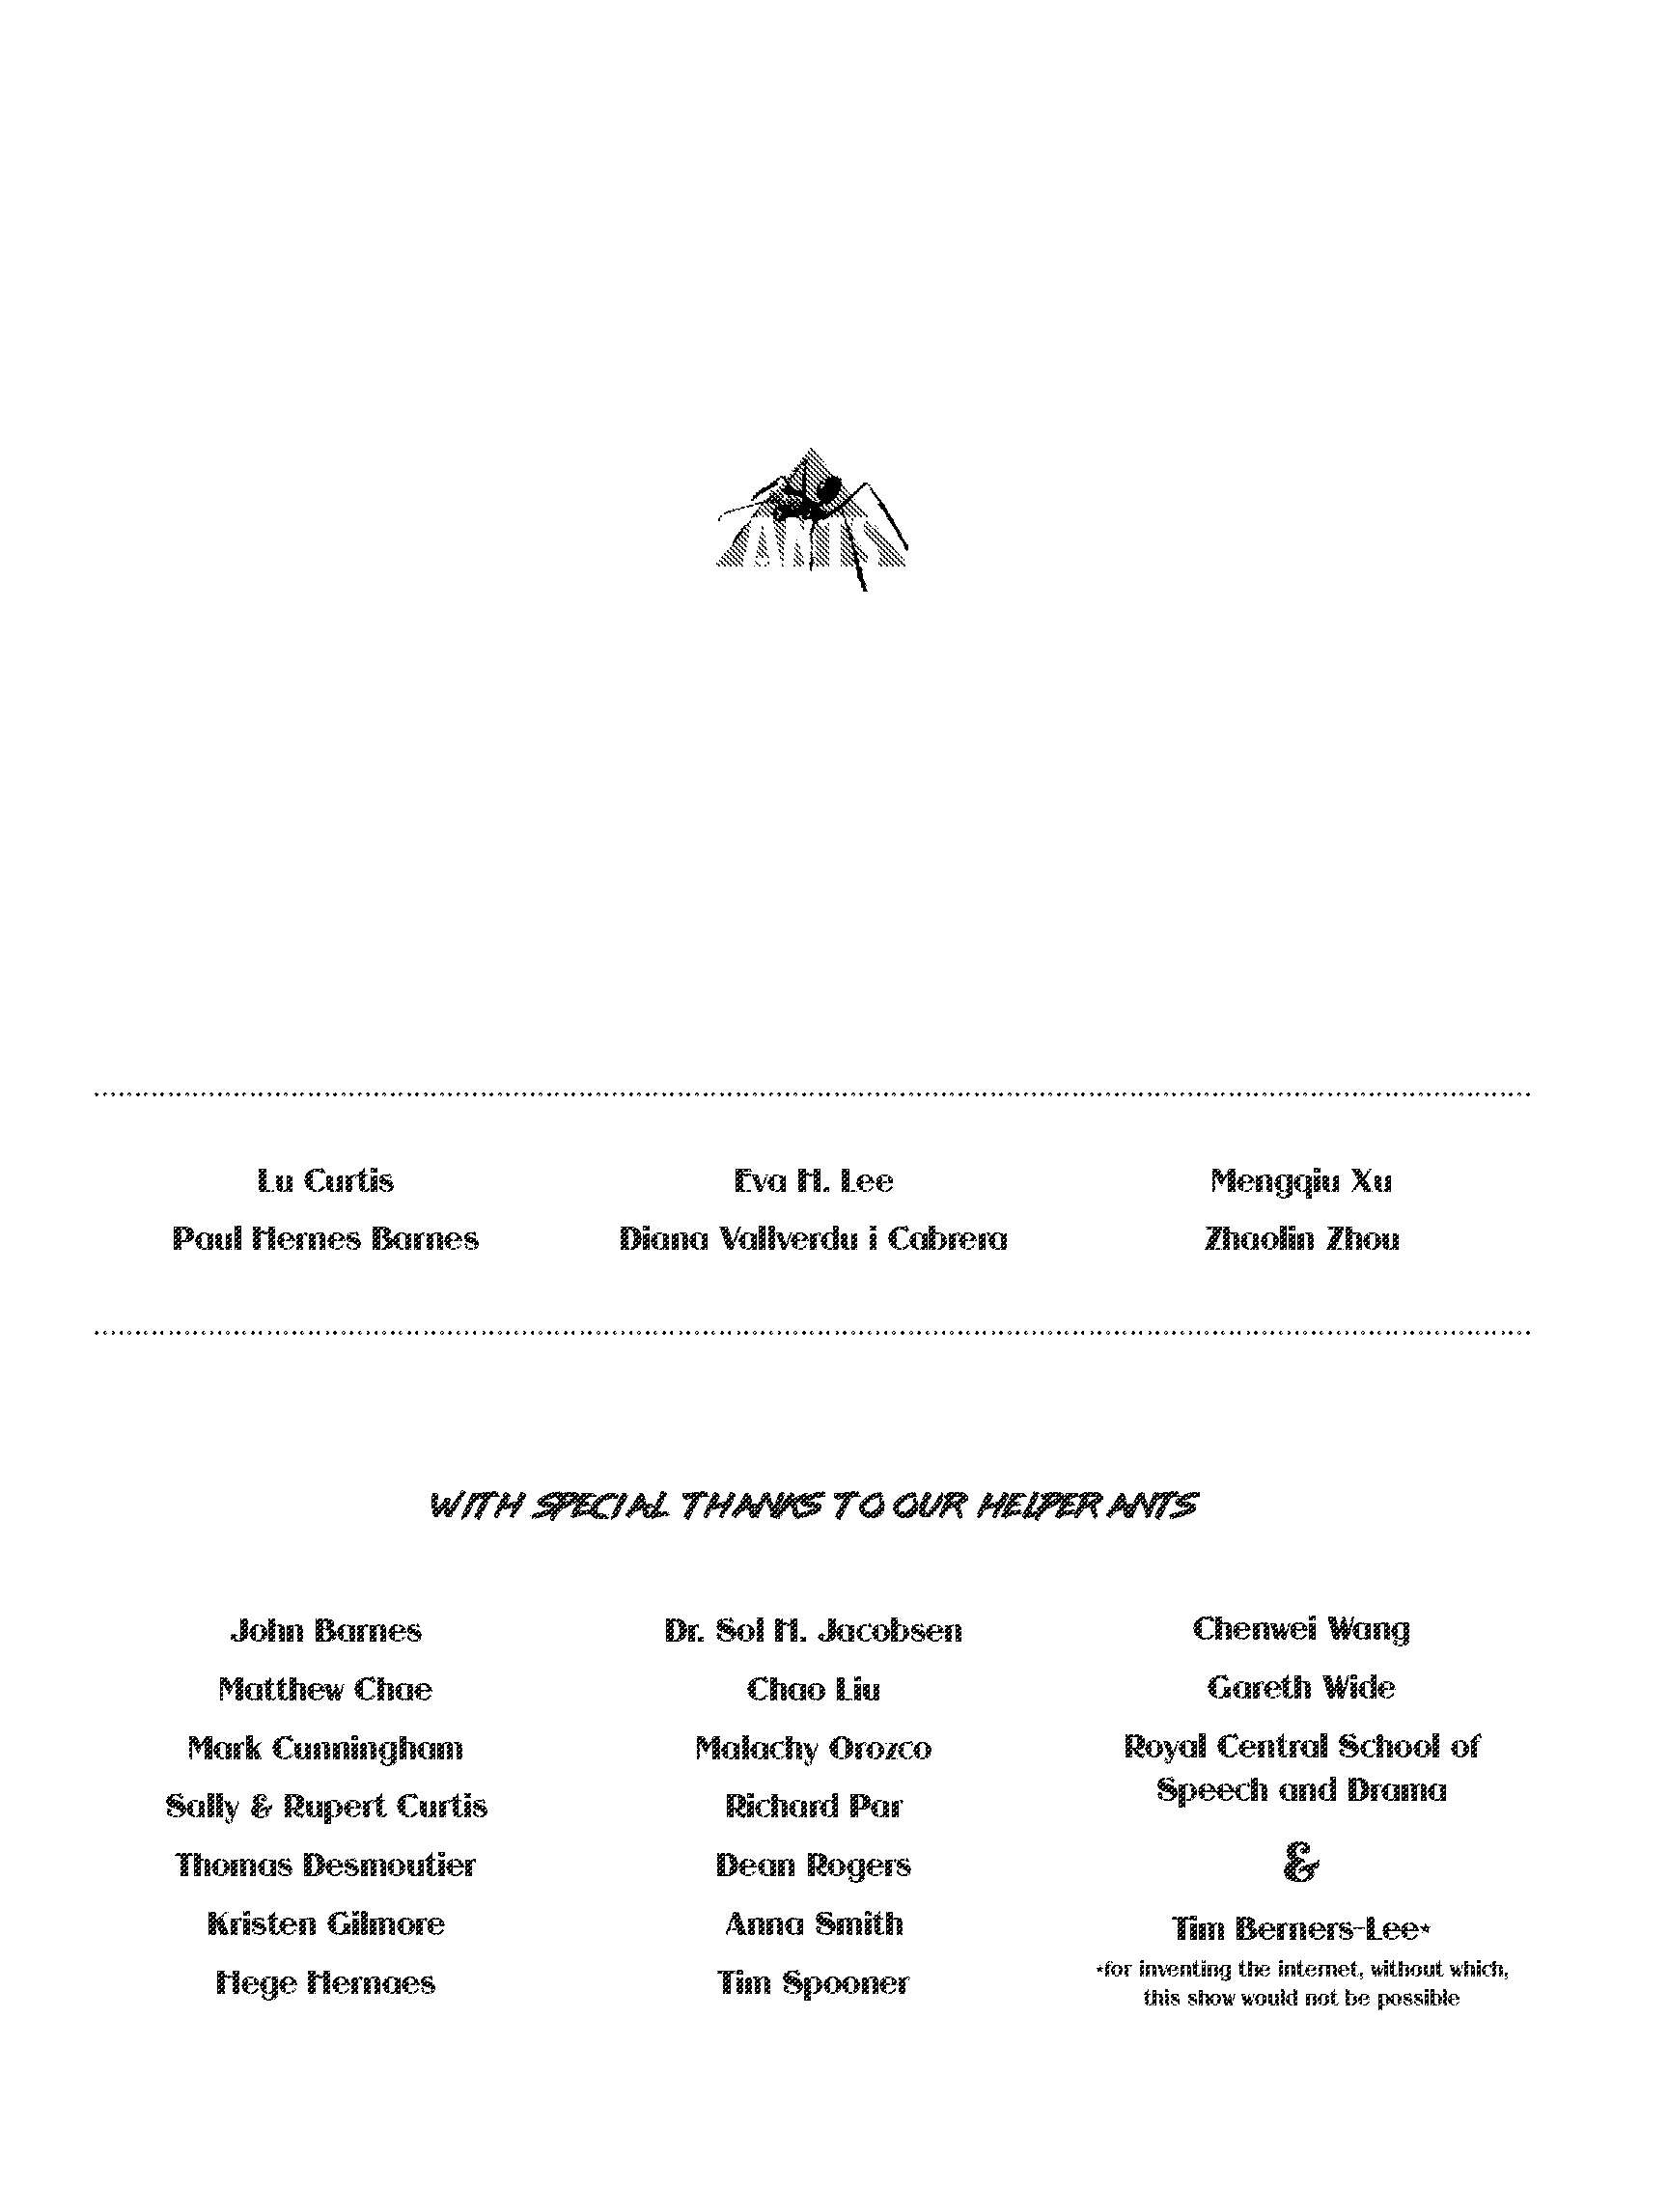 ANTS
Lu Curtis
Paul Hernes Barnes
Eva H. Lee
Diana Vallverdu i Cabrera
Mengqiu Xu
Zhaolin Zhou
WITH SPECIAL THANKS TO OUR HELPER ANTS
John Barnes
Matthew Chae
Mark Cunningham
Sally & Rupert Curtis
Thomas Desmoutier
Kristen Gilmore
Hege Hernaes
Dr. Sol H. Jacobsen
Chao Liu
Malachy Orozco
Richard Par
Dean Rogers
Anna Smith
Tim Spooner
Chenwei Wang
Gareth Wide
Royal Central School of
Speech and Drama
&
Tim Berners-Lee*
*for inventing the internet, without which,
this show would not be possible